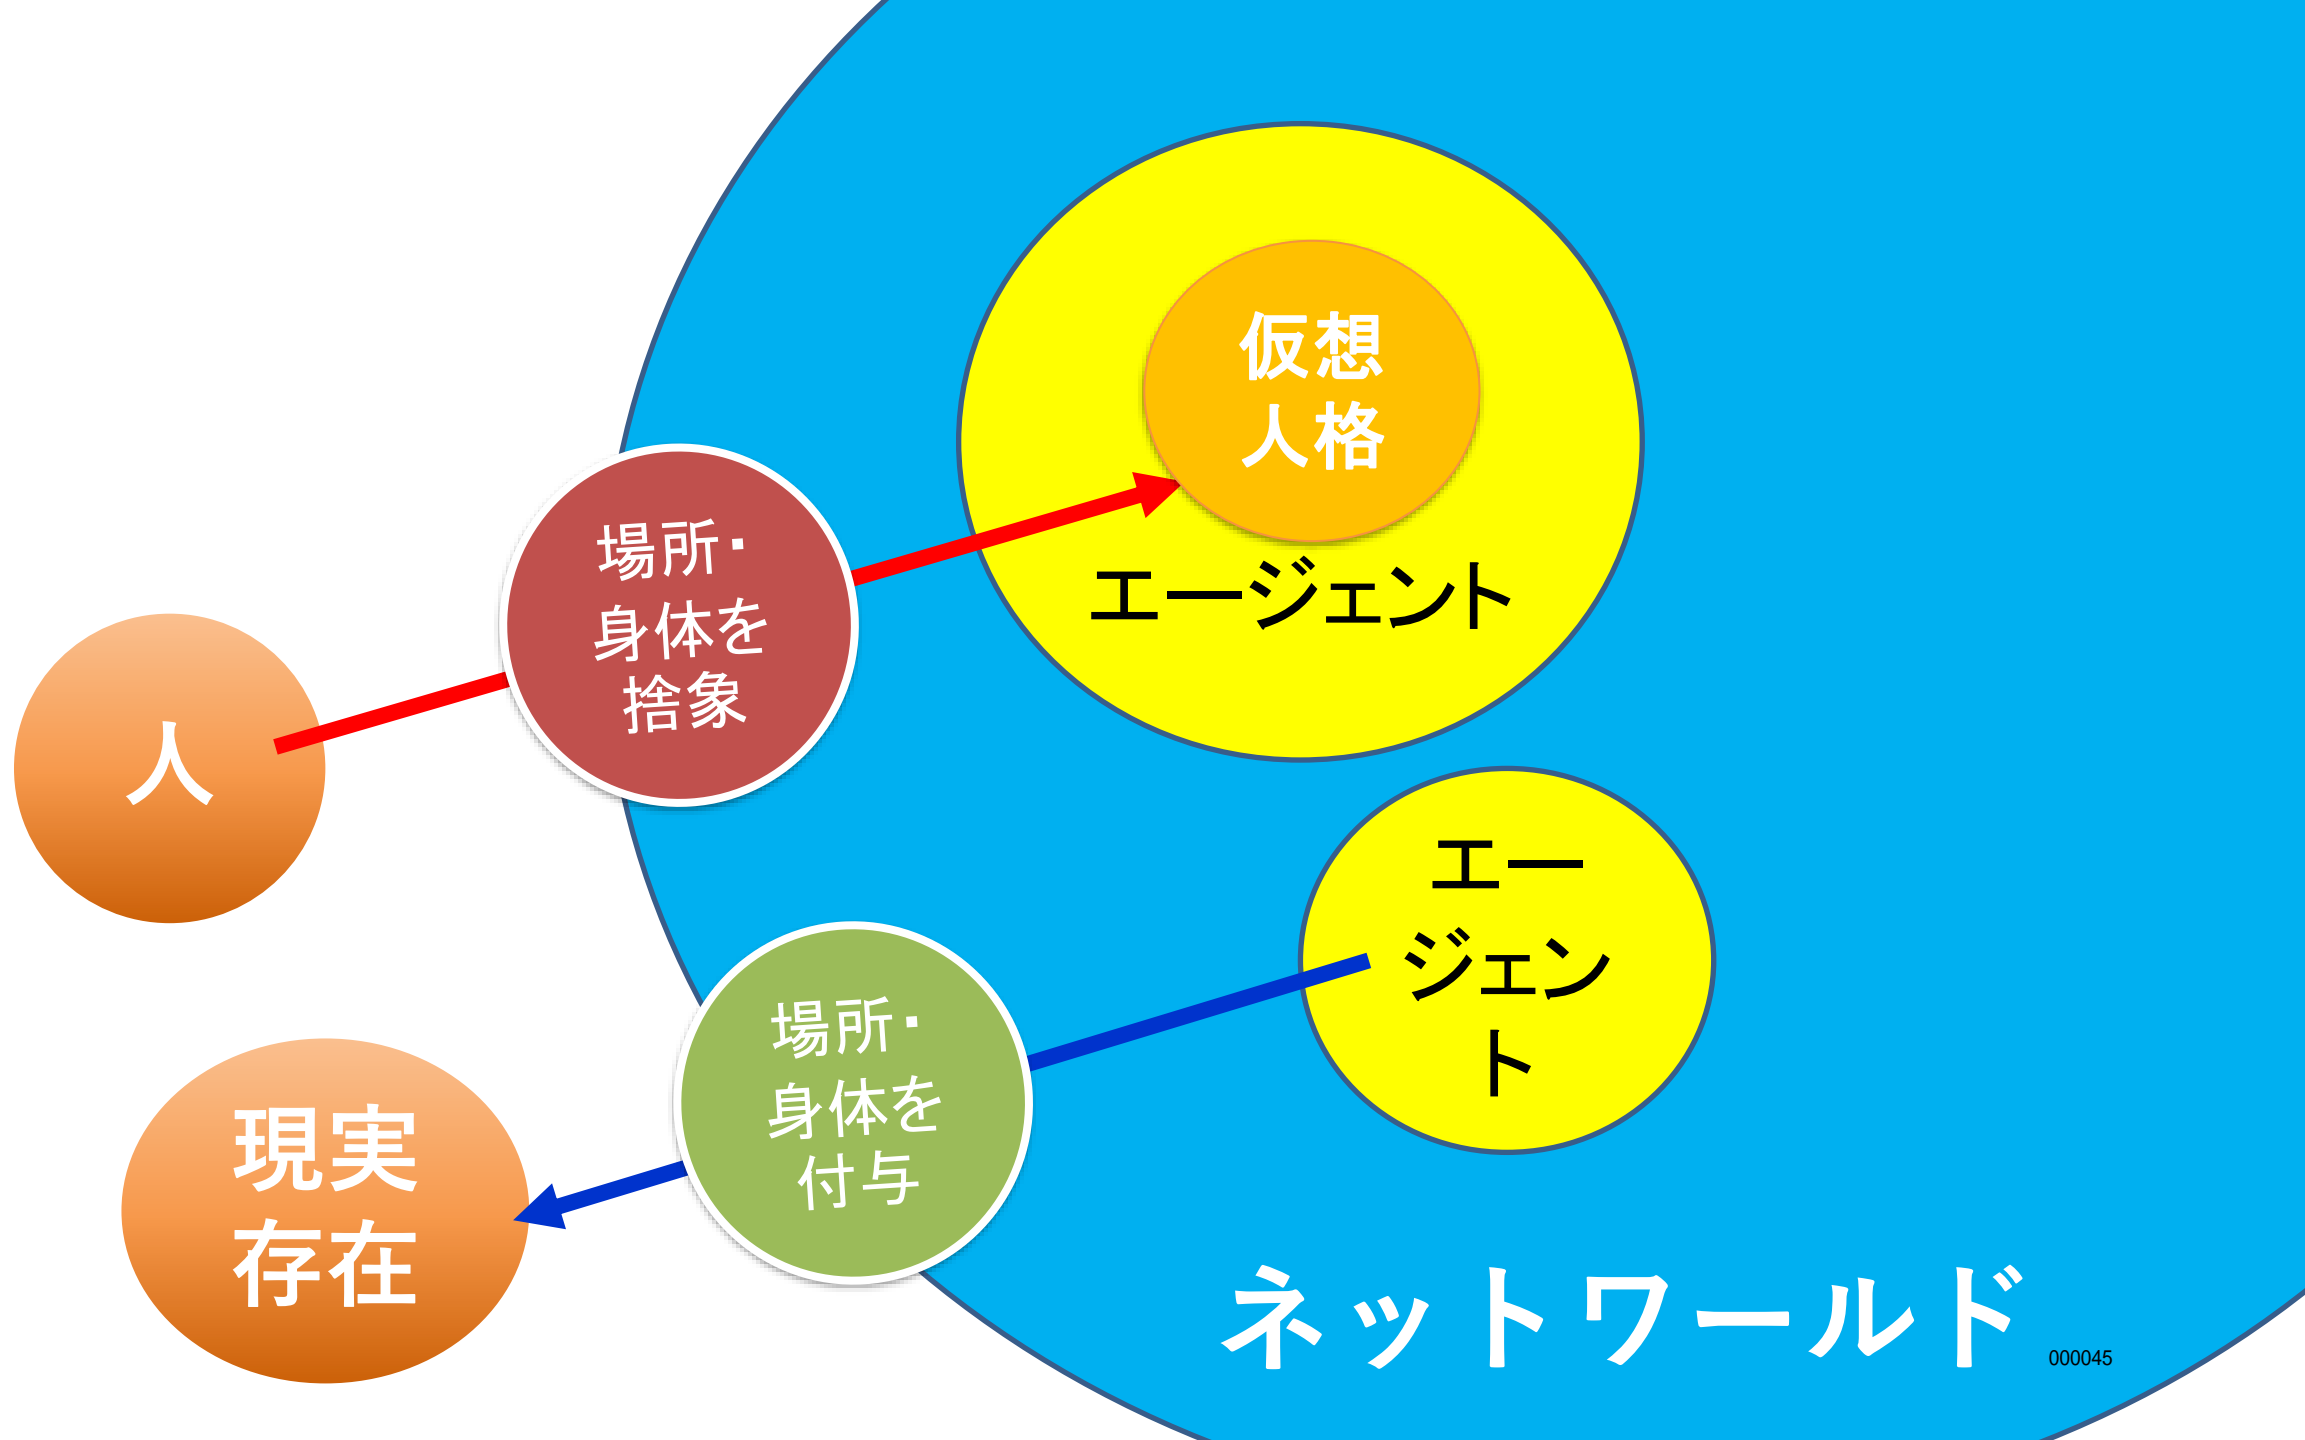 仮想
人格
エージェント
場所・
身体を
捨象
人
エー
ジェン
ト
場所・
身体を
付与
現実
存在
ネットワールド
000045